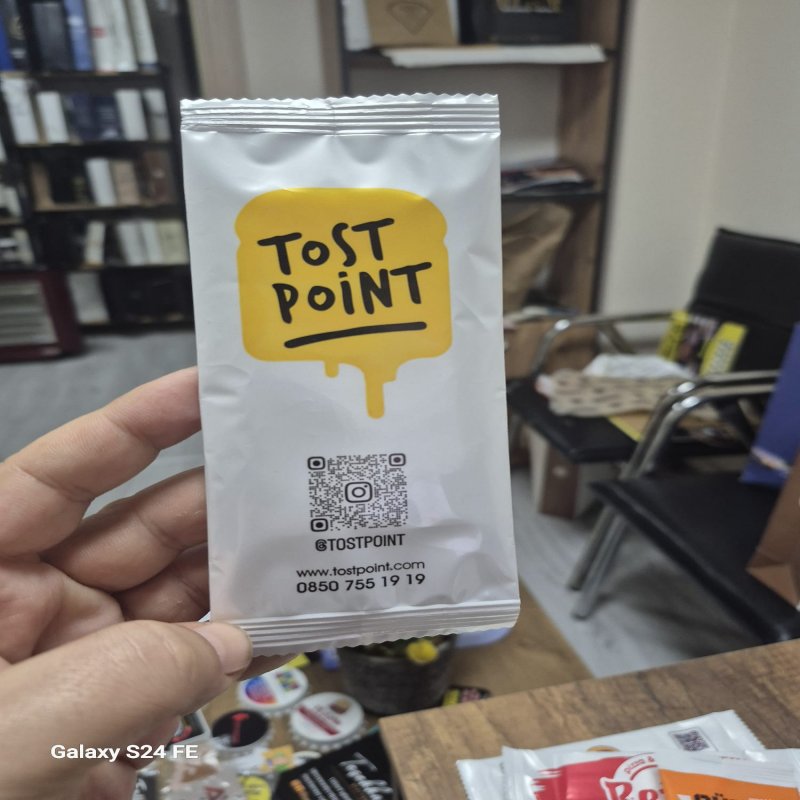 TOST
POINT
@TOSTPOINT
www.tostpoint.com
0850 755 19 19
Galaxy S24 FE